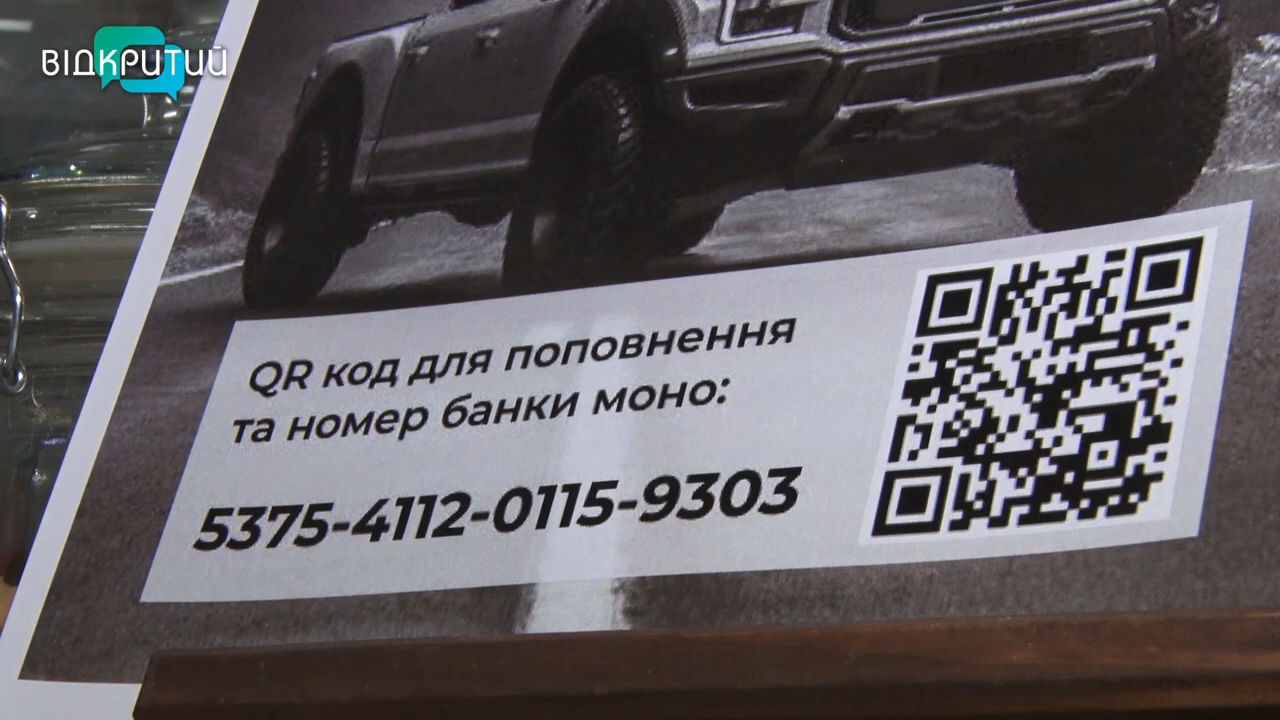 ВІДКРИТИЙ
QR код для поповнення
та номер банки моно:
5375-4112-0115-9303